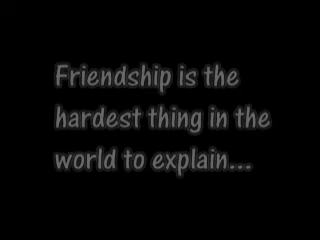 Friendship is the
hardest thing in the
world to explain...